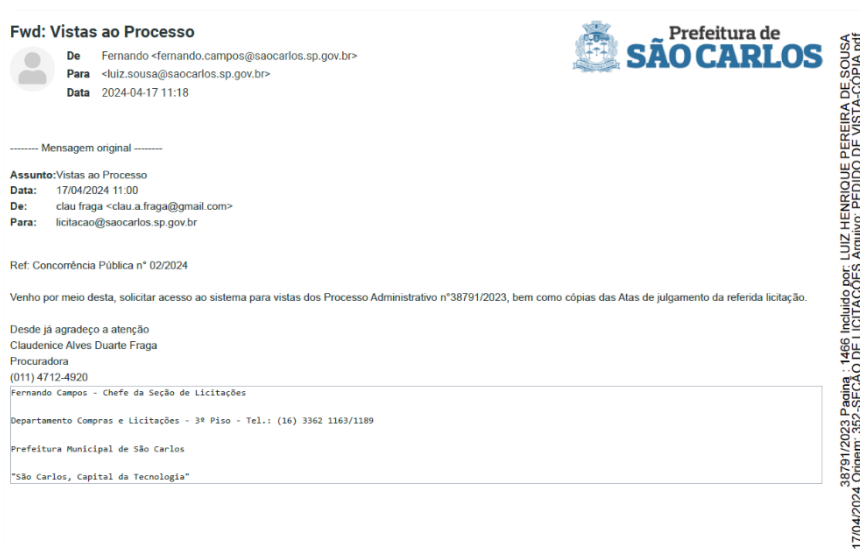 Fwd: Vistas ao Processo
De Fernando <fernando.campos@saocarlos.sp.gov.br>
Para <luiz.sousa@saocarlos.sp.gov.br>
Data 2024-04-17 11:18
Prefeitura de
SÃO CARLOS
-------- Mensagem original --------
Assunto:Vistas ao Processo
Data: 17/04/2024 11:00
De: clau fraga <clau.a.fraga@gmail.com>
Para: licitacao@saocarlos.sp.gov.br
Ref: Concorrência Pública n° 02/2024
Venho por meio desta, solicitar acesso ao sistema para vistas dos Processo Administrativo n°38791/2023, bem como cópias das Atas de julgamento da referida licitação.
Desde já agradeço a atenção
Claudenice Alves Duarte Fraga
Procuradora
(011) 4712-4920
Fernando Campos - Chefe da Seção de Licitações
Departamento Compras e Licitações - 3º Piso - Tel.: (16) 3362 1163/1189
Prefeitura Municipal de São Carlos
"São Carlos, Capital da Tecnologia"
38791/2023 Pagina : 1466 Incluido por: LUIZ HENRIQUE PEREIRA DE SOUSA
17/04/2024 Origem: 352-SEÇÃO DE LICITAÇÕES Arquivo: PEDIDO DE VISTA-COPIA.pdf